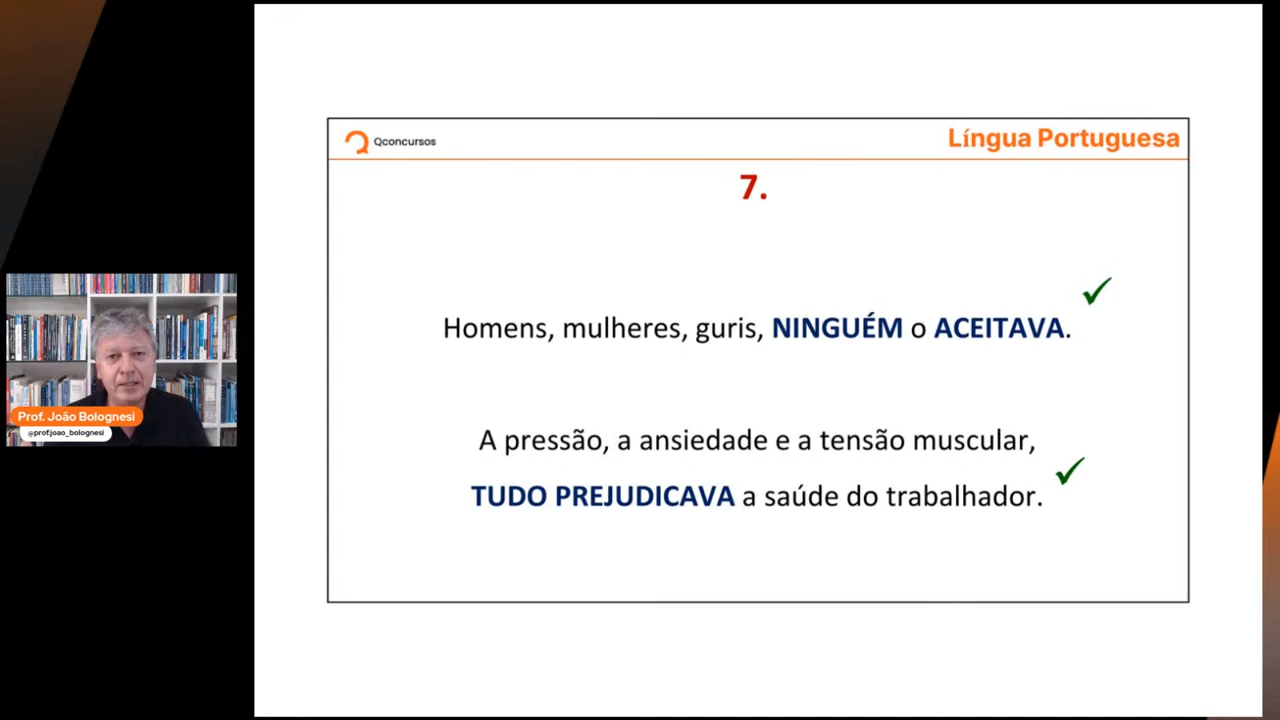 Qconcursos
Língua Portuguesa
7.
Homens, mulheres, guris, NINGUÉM o ACEITAVA.
A pressão, a ansiedade e a tensão muscular,
TUDO PREJUDICAVA a saúde do trabalhador.
Prof. João Bolognesi
@prof.joao_bolognesi